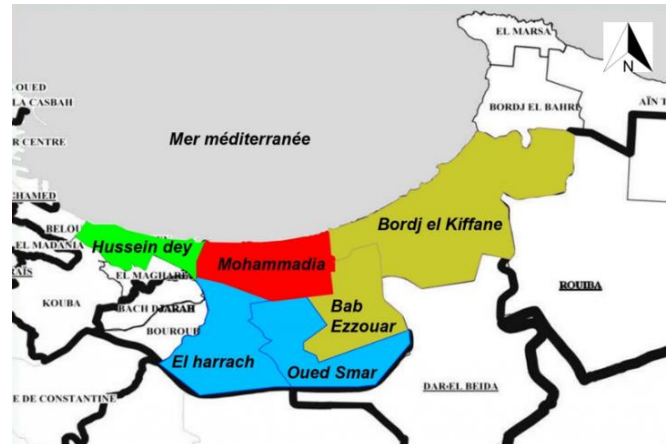 EL MARSA
N
OUED
LA CASBAH
BORDJ EL BAHRI
AÏN T
R CENTRE
Mer méditerranée
HAMED
BELOU
Hussein dey
Bordj el Kiffane
EL MADANIA
Mohammadia
EL MAGHARE
ROUIBA
KOUBA
BACH DJARAH
Bab
Ezzouar
BOUROUB
El harrach
Oued Smar
DAR-EL BEIDA
E DE CONSTANTINE